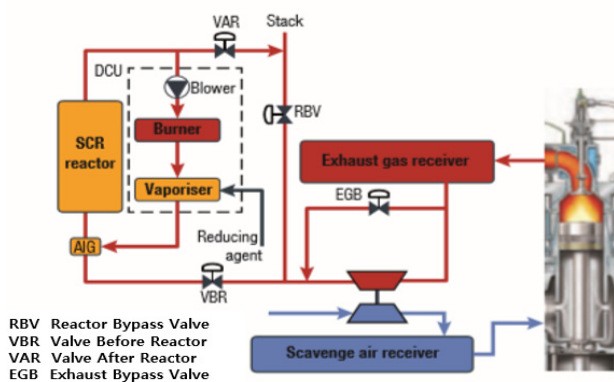 VAR
Stack
DCU
Blower
RBV
SCR
reactor
Burner
Exhaust gas receiver
Vaporiser
EGB
AIG
Reducing
agent
VBR
RBV Reactor Bypass Valve
VBR Valve Before Reactor
VAR Valve After Reactor
EGB Exhaust Bypass Valve
Scavenge air receiver